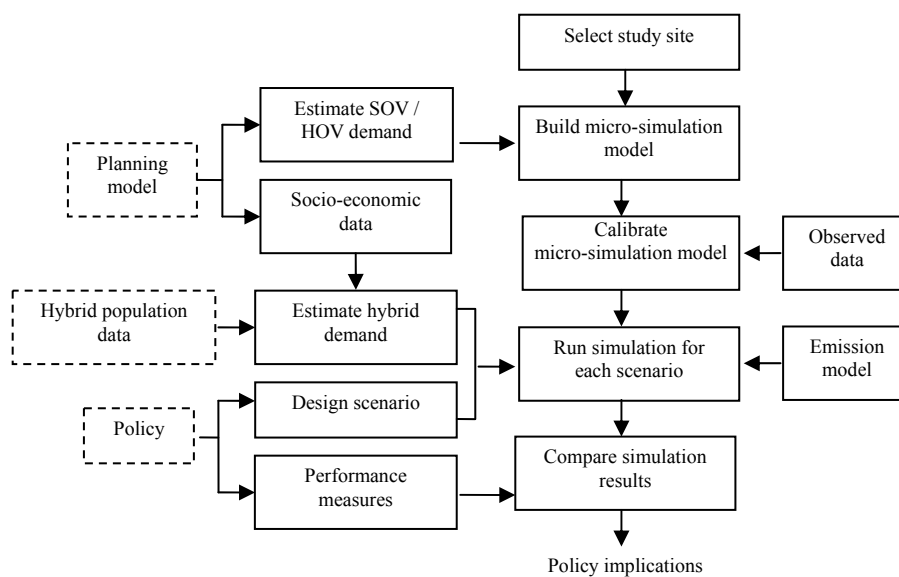 Select study site
Estimate SOV /
HOV demand
Build micro-simulation
model
Planning
model
Socio-economic
data
Calibrate
micro-simulation model
Observed
data
Hybrid population
data
Estimate hybrid
demand
Run simulation for
each scenario
Emission
model
Design scenario
Policy
Compare simulation
results
Performance
measures
Policy implications